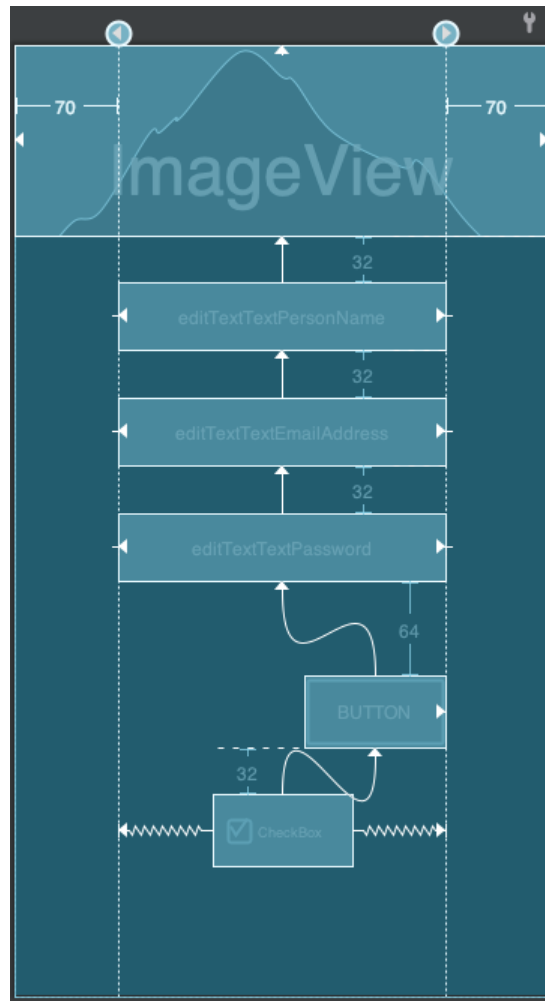 70
70
ImageView
32
editTextTextPersonName
32
editTextTextEmailAddress
32
editTextTextPassword
64
BUTTON
32
CheckBox